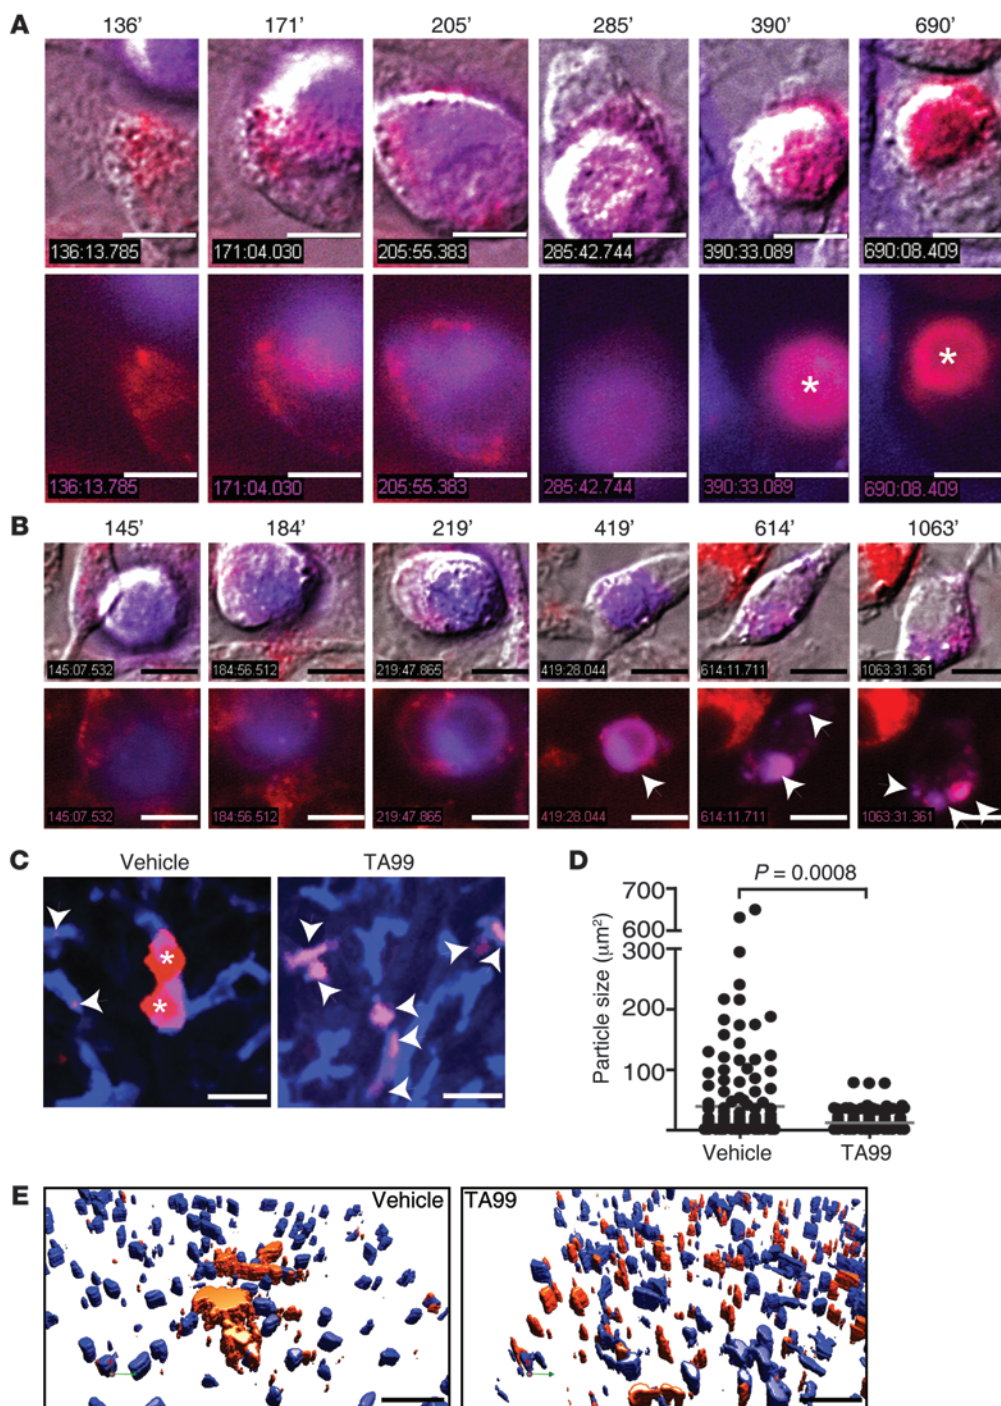 A
136' 171' 205' 285' 390' 690'
136:13.785 171:04.030 205:55.383 285:42.744 390:33.089 690:08.409
* *
136:13.785 171:04.030 205:55.383 285:42.744 390:33.089 690:08.409
B
145' 184' 219' 419' 614' 1063'
145:07.532 184:56.512 219:47.865 419:28.044 614:11.711 1063:31.361
145:07.532 184:56.512 219:47.865 419:28.044 614:11.711 1063:31.361
C
Vehicle TA99
*
*
D
P = 0.0008
Particle size (μm²)
700
600
300
200
100
Vehicle TA99
E
Vehicle TA99